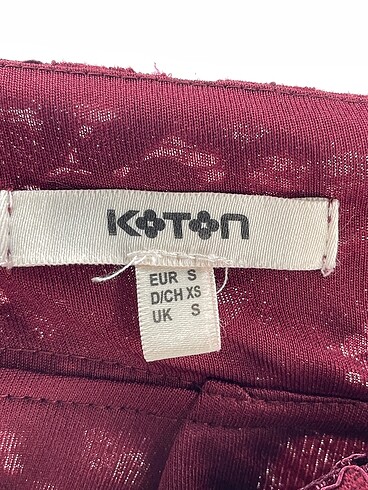 KOTON
EUR S
D/CH XS
UK S